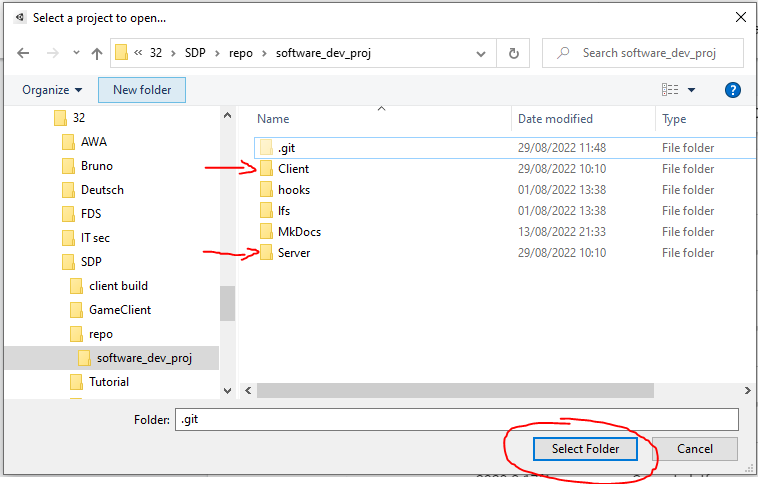 Select a project to open...
« 32 > SDP > repo > software_dev_proj
Search software_dev_proj
Organize
New folder
?
32
AWA
Bruno
Deutsch
FDS
IT sec
SDP
client build
GameClient
repo
software_dev_proj
Tutorial
Name Date modified Type
.git 29/08/2022 11:48 File folder
Client 29/08/2022 10:10 File folder
hooks 01/08/2022 13:38 File folder
lfs 01/08/2022 13:38 File folder
MkDocs 13/08/2022 21:33 File folder
Server 29/08/2022 10:10 File folder
Folder: .git
Select Folder Cancel